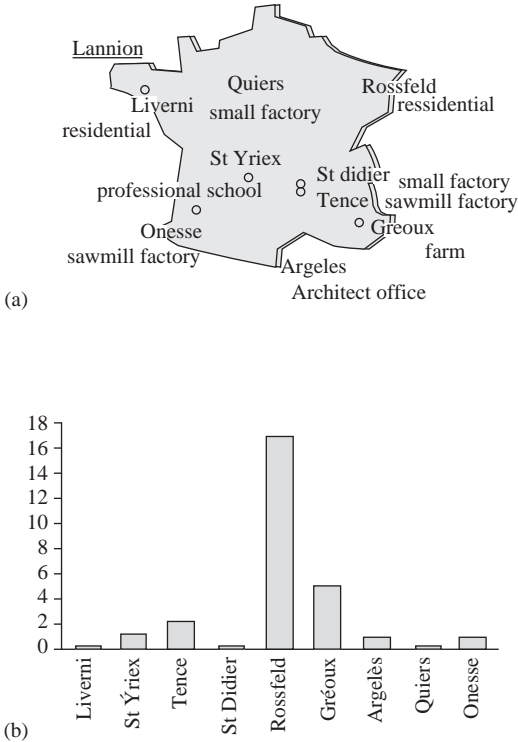 Lannion
Quiers
Rossfeld
Liverni
small factory
ressidential
residential
St Yriex
St didier
small factory
professional school
Tence
sawmill factory
Onesse
Gréoux
sawmill factory
farm
Argeles
Architect office
(a)
18
16
14
12
10
8
6
4
2
0
Liverni
St Ýriex
Tence
St Didier
Rossfeld
Gréoux
Argelès
Quiers
Onesse
(b)